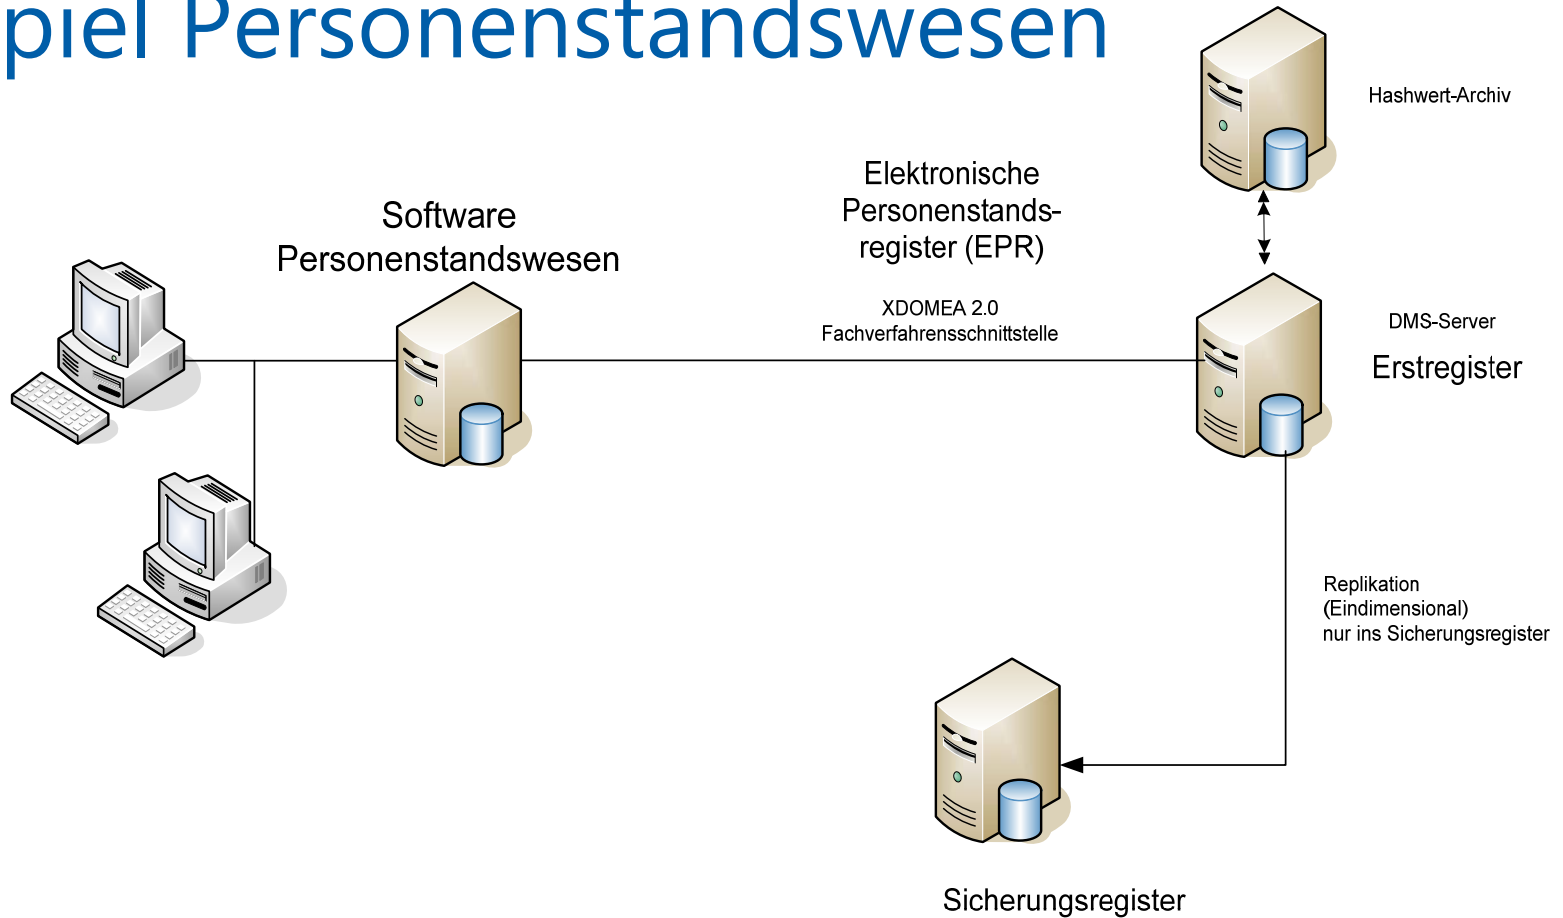 piel Personenstandswesen
Hashwert-Archiv
Elektronische
Personenstands-
register (EPR)
Software
Personenstandswesen
XDOMEA 2.0
Fachverfahrensschnittstelle
DMS-Server
Erstregister
Replikation
(Eindimensional)
nur ins Sicherungsregister
Sicherungsregister